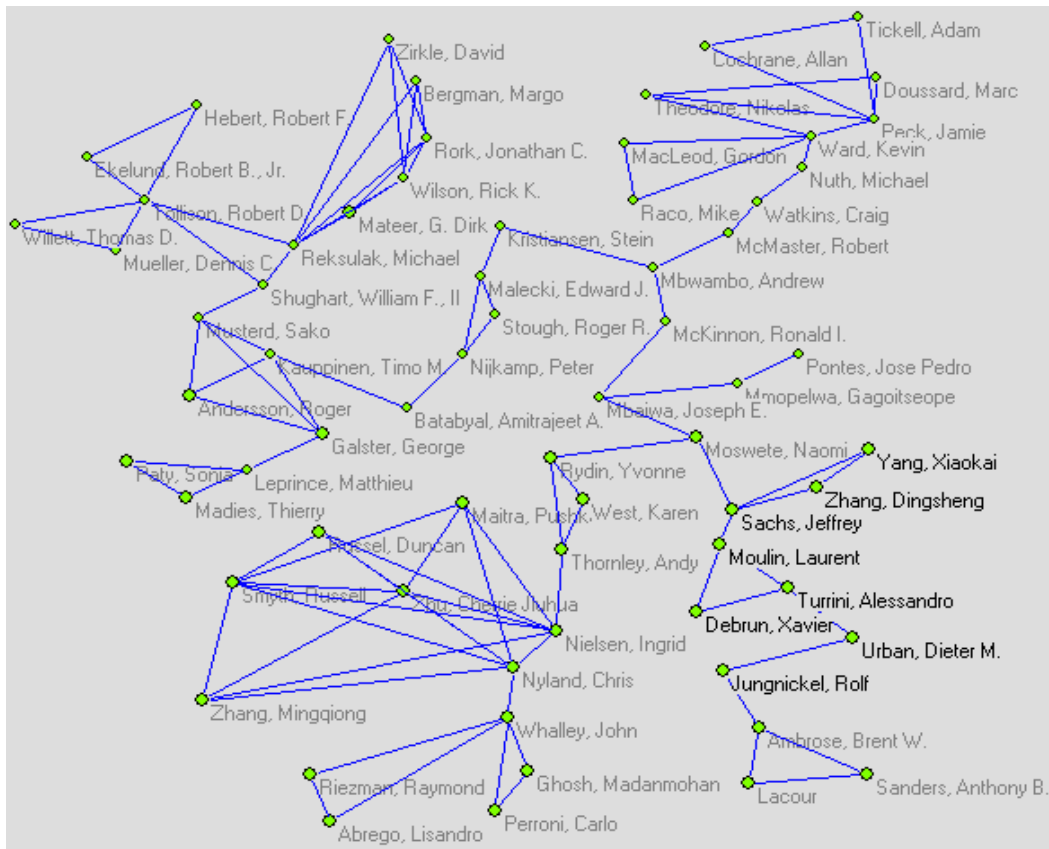 Tickell, Adam
Zirkle, David
Cochrane, Allan
Bergman, Margo
Doussard, Marc
Theodore, Nikolas
Hebert, Robert F.
Peck, Jamie
Rork, Jonathan C.
Ward, Kevin
MacLeod, Gordon
Ekelund, Robert B., Jr.
Nuth, Michael
Wilson, Rick K.
Tollison, Robert D.
Raco, Mike
Watkins, Craig
Mateer, G. Dirk
Willett, Thomas D.
Kristiansen, Stein
McMaster, Robert
Reksulak, Michael
Mueller, Dennis C
Mbwambo, Andrew
Malecki, Edward J.
Shughart, William F., II
Stough, Roger R.
McKinnon, Ronald I.
Musterd, Sako
Kauppinen, Timo M.
Nijkamp, Peter
Pontes, Jose Pedro
Mmopelwa, Gagoitseope
Andersson, Roger
Batabyal, Amitrajeet A.
Mbaiwa, Joseph E.
Galster, George
Moswete, Naomi
Yang, Xiaokai
Rydin, Yvonne
Paty, Sonia
Leprince, Matthieu
Zhang, Dingsheng
Madies, Thierry
West, Karen
Maitra, Pushk.
Sachs, Jeffrey
Russel, Duncan
Moulin, Laurent
Thornley, Andy
Smyth, Russell
Zhu, Cherrie Jiuhua
Turrini, Alessandro
Debrun, Xavier
Nielsen, Ingrid
Urban, Dieter M.
Nyland, Chris
Jungnickel, Rolf
Zhang, Mingqiong
Whalley, John
Ambrose, Brent W.
Riezman, Raymond
Ghosh, Madanmohan
Lacour
Sanders, Anthony B.
Perroni, Carlo
Abrego, Lisandro